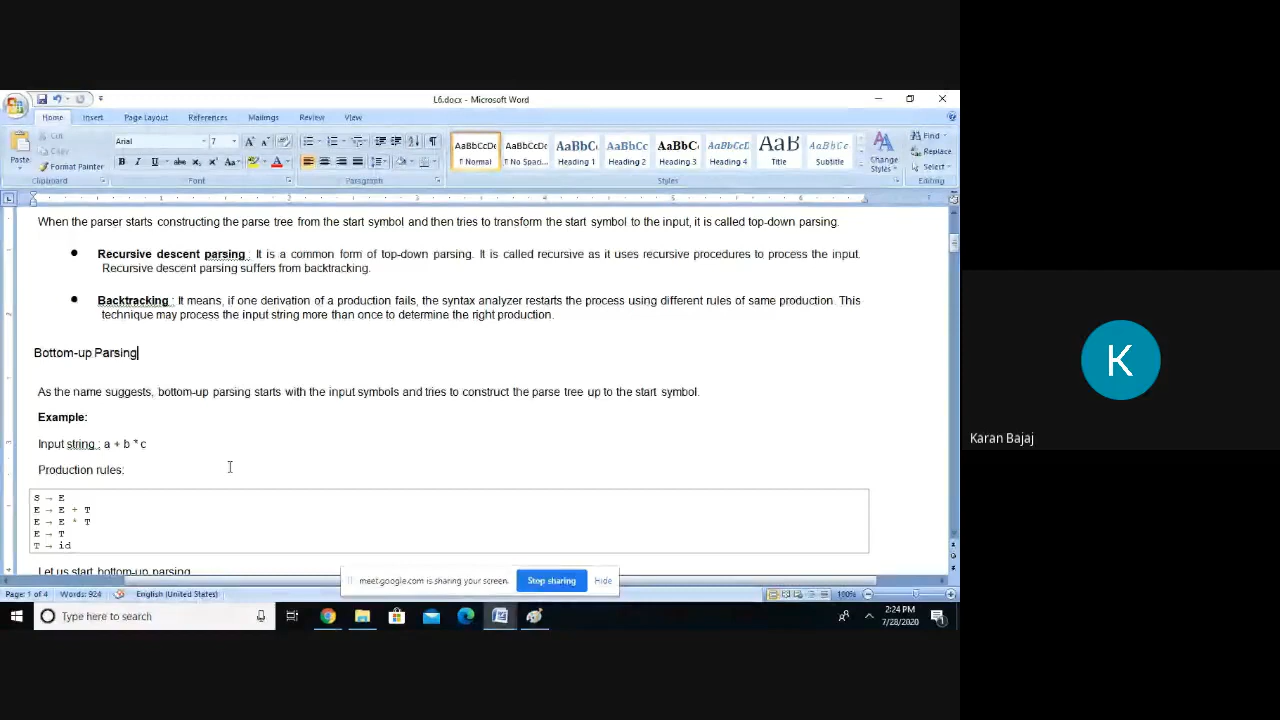 L6.docx - Microsoft Word
Home Insert Page Layout References Mailings Review View
Paste
Cut
Copy
Format Painter
Clipboard
Arial 7
Font
Paragraph
AaBbCcDc AaBbCcDc AaBbCc AaBbCc AaBbCc AaBbCcI AaB AaBbCc
¶ Normal ¶ No Spaci... Heading 1 Heading 2 Heading 3 Heading 4 Title Subtitle
Change Styles
Styles
Find
Replace
Select
Editing
When the parser starts constructing the parse tree from the start symbol and then tries to transform the start symbol to the input, it is called top-down parsing.
● Recursive descent parsing : It is a common form of top-down parsing. It is called recursive as it uses recursive procedures to process the input.
Recursive descent parsing suffers from backtracking.
● Backtracking : It means, if one derivation of a production fails, the syntax analyzer restarts the process using different rules of same production. This
technique may process the input string more than once to determine the right production.
Bottom-up Parsing
As the name suggests, bottom-up parsing starts with the input symbols and tries to construct the parse tree up to the start symbol.
Example:
Input string : a + b * c
Production rules:
S → E
E → E + T
E → E * T
E → T
T → id
Let us start bottom-up parsing
meet.google.com is sharing your screen. Stop sharing Hide
Page: 1 of 4 Words: 924 English (United States) 100%
Type here to search
2:24 PM
7/28/2020
K
Karan Bajaj